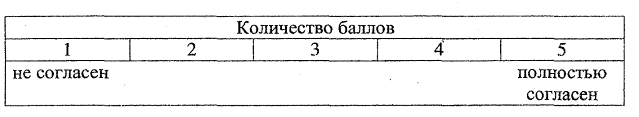 Количество баллов
1 2 3 4 5
не согласен полностью
согласен